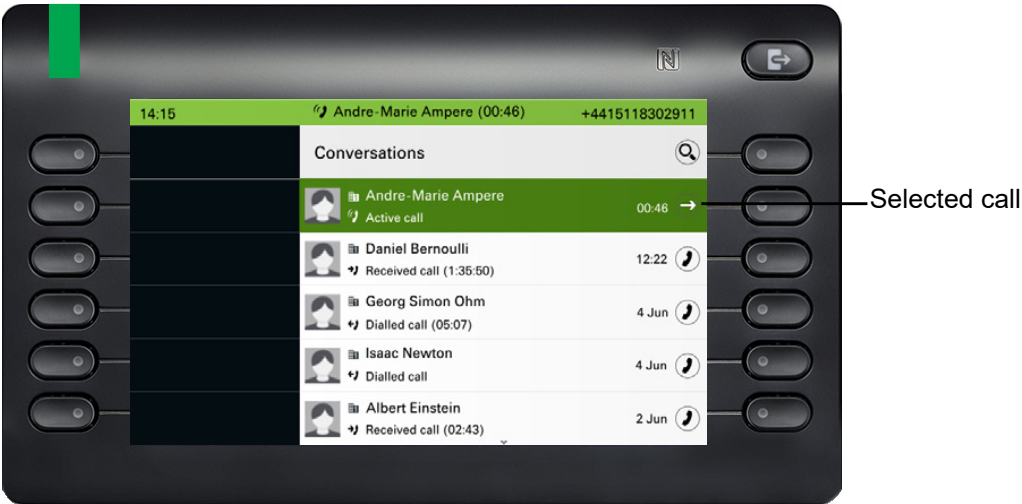 14:15 Andre-Marie Ampere (00:46) +4415118302911
Conversations
Andre-Marie Ampere
Active call
00:46
Selected call
Daniel Bernoulli
Received call (1:35:50)
12:22
Georg Simon Ohm
Dialled call (05:07)
4 Jun
Isaac Newton
Dialled call
4 Jun
Albert Einstein
Received call (02:43)
2 Jun